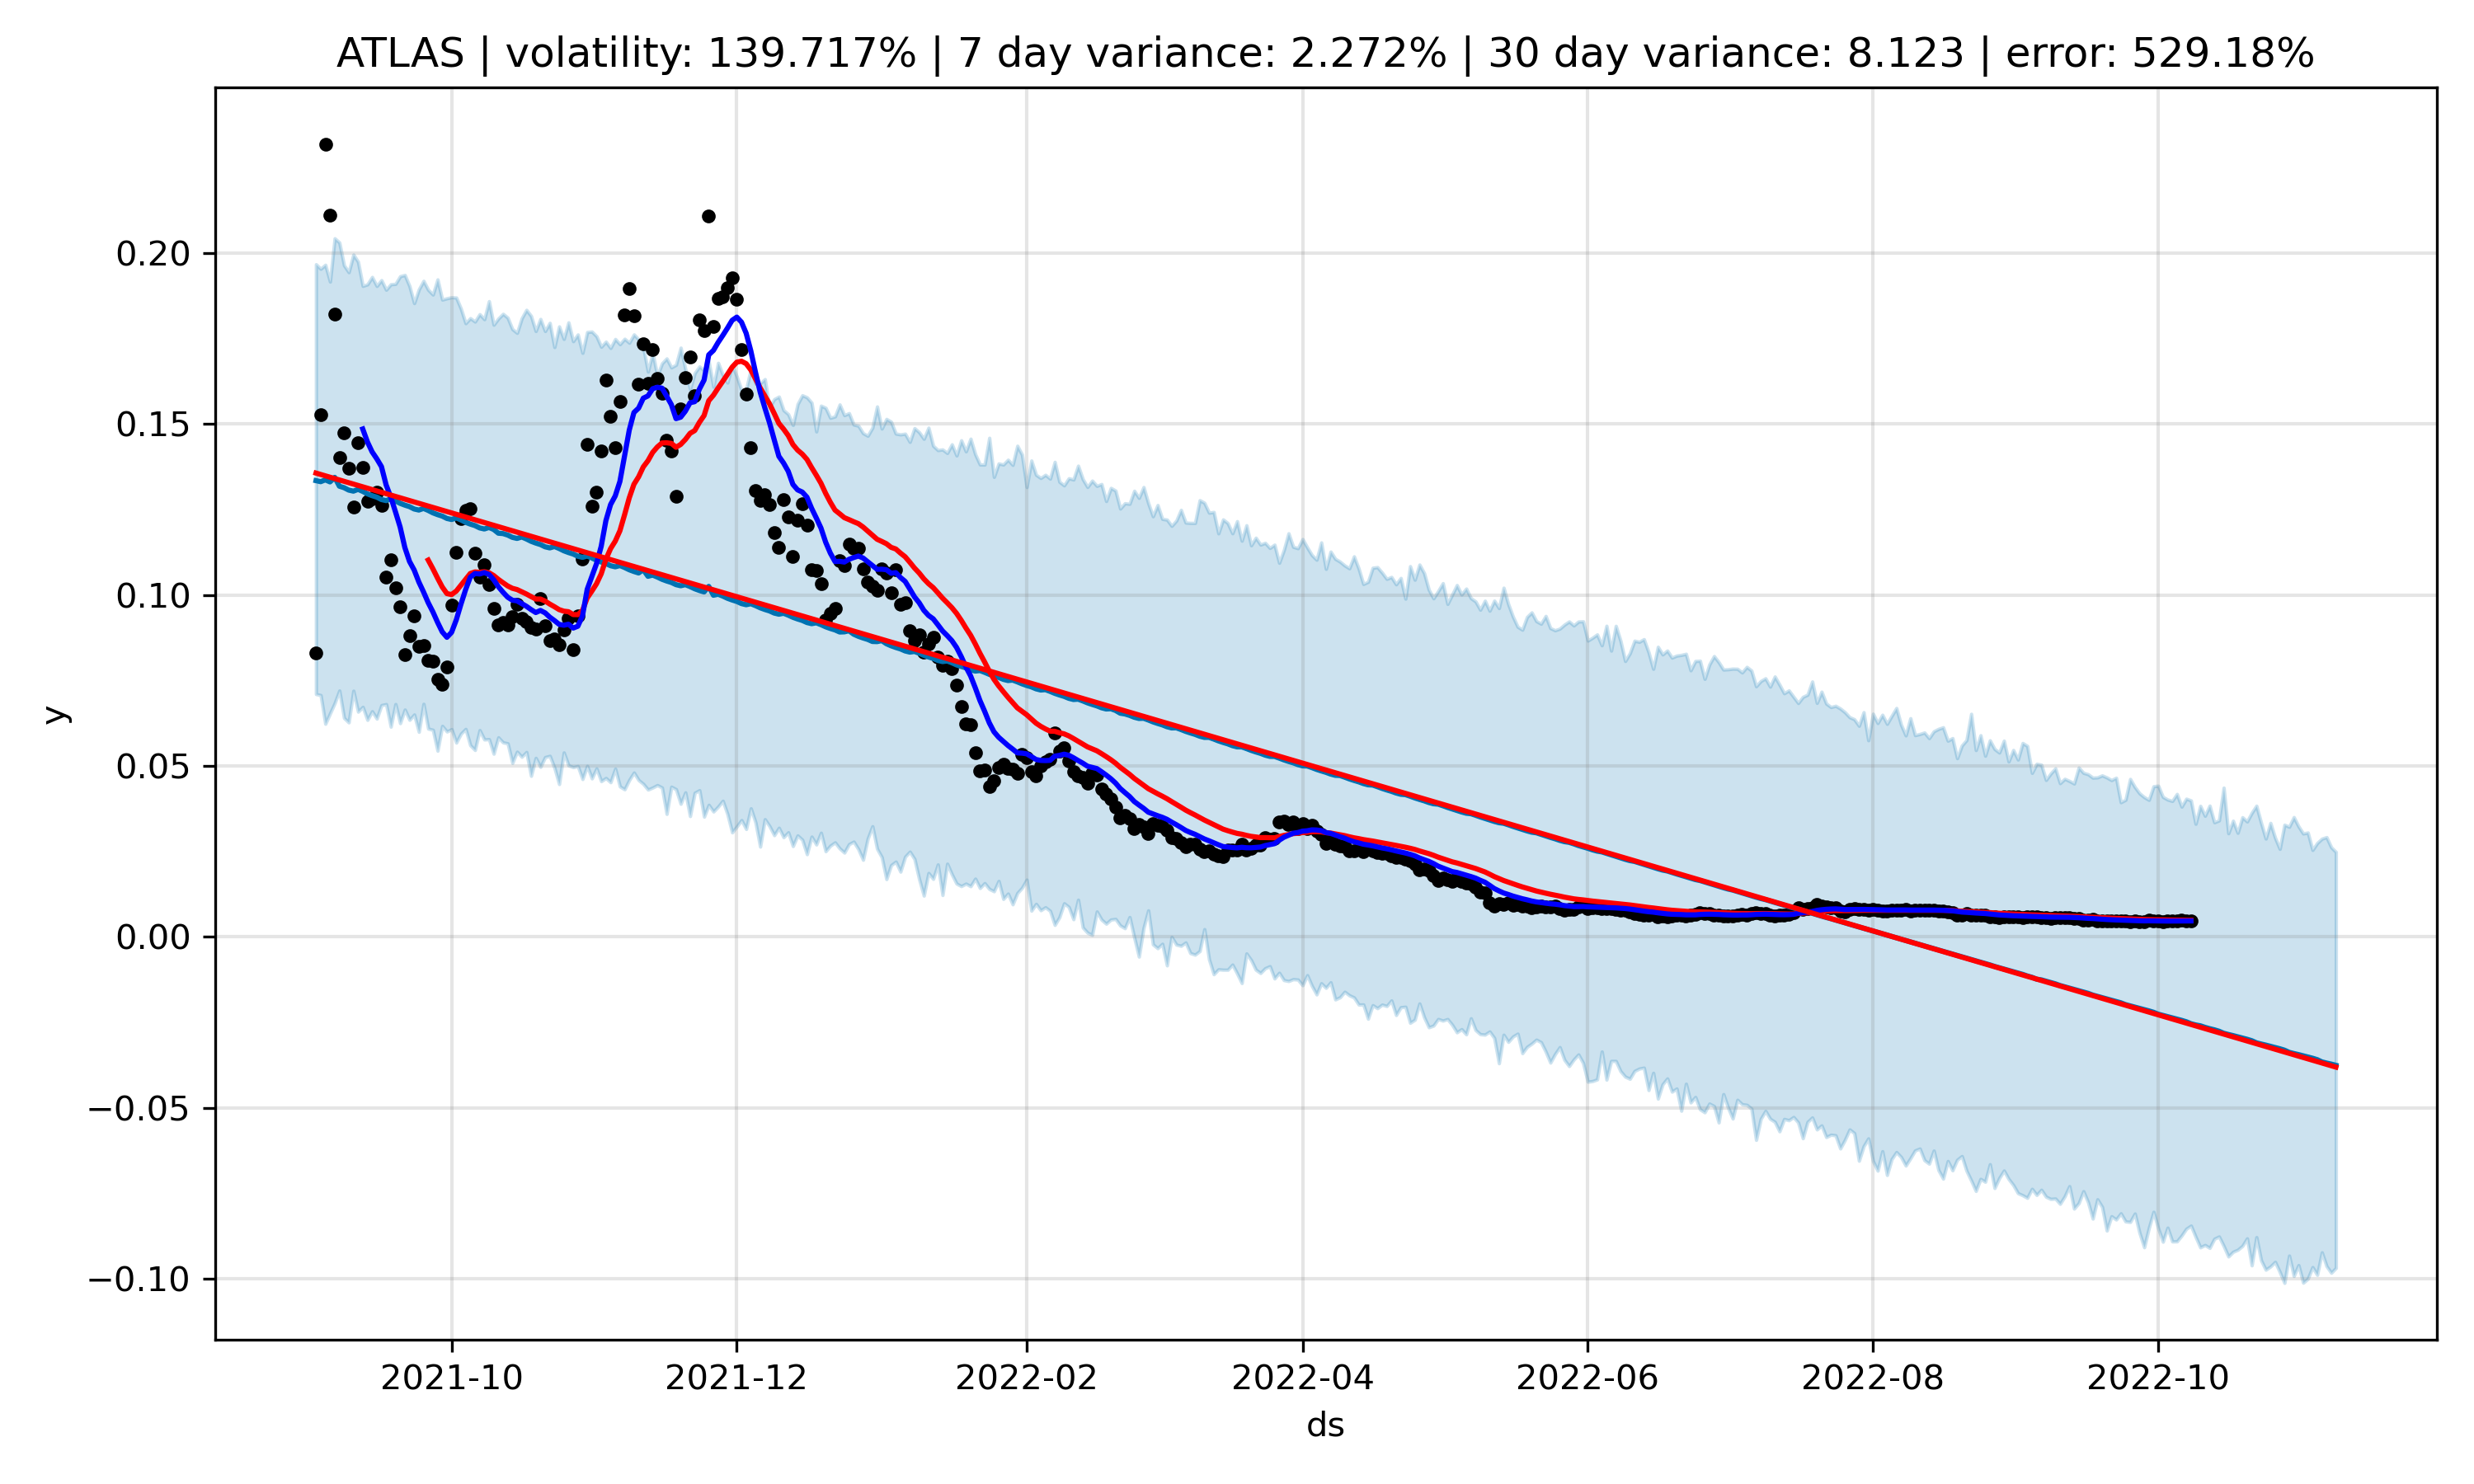 ATLAS | volatility: 139.717% | 7 day variance: 2.272% | 30 day variance: 8.123 | error: 529.18%
0.20
0.15
0.10
0.05
0.00
−0.05
−0.10
y
2021-10 2021-12 2022-02 2022-04 2022-06 2022-08 2022-10
ds